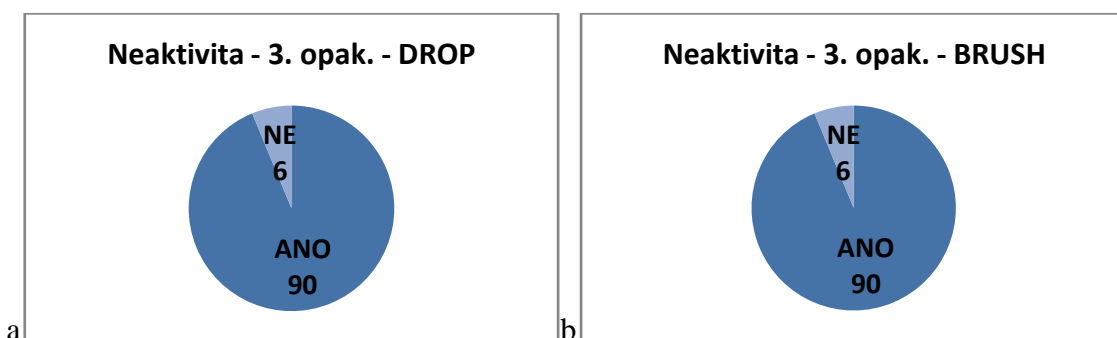 Neaktivita - 3. opak. - DROP
NE
6
ANO
90
a
Neaktivita - 3. opak. - BRUSH
NE
6
ANO
90
b